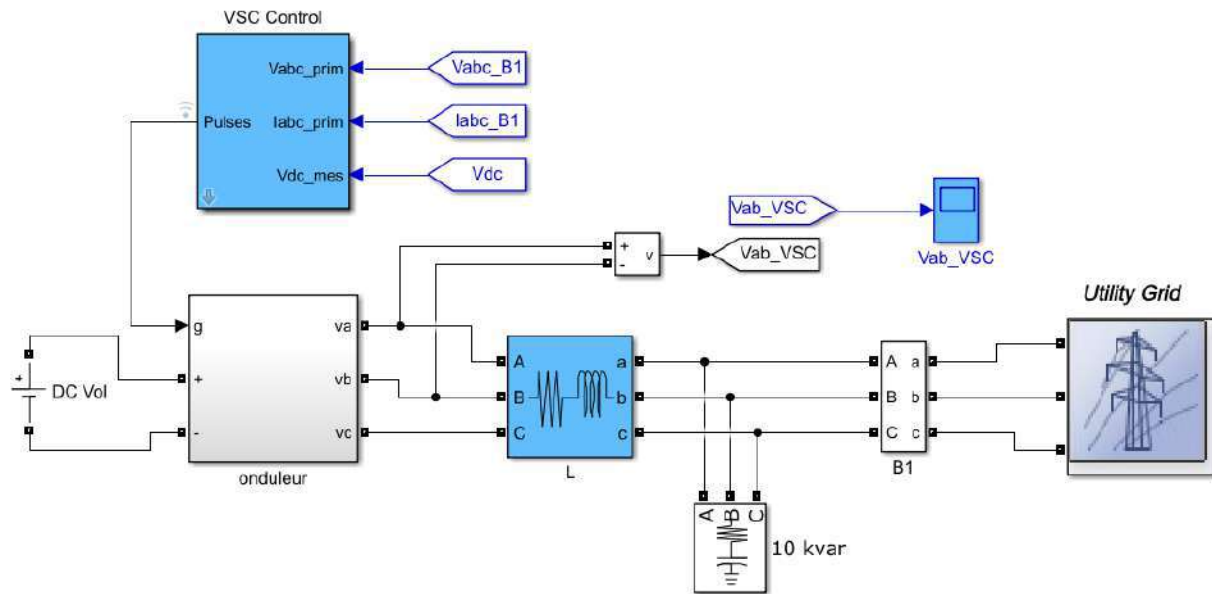 VSC Control
Vabc_prim
Vabc_B1
Pulses
Iabc_prim
Iabc_B1
Vdc_mes
Vdc
Vab_VSC
Vab_VSC
+
-
v
Vab_VSC
Utility Grid
g
va
+
DC Vol
+
vb
-
vc
onduleur
A
a
B
b
C
c
L
A
a
B
b
C
c
B1
A
B
C
10 kvar